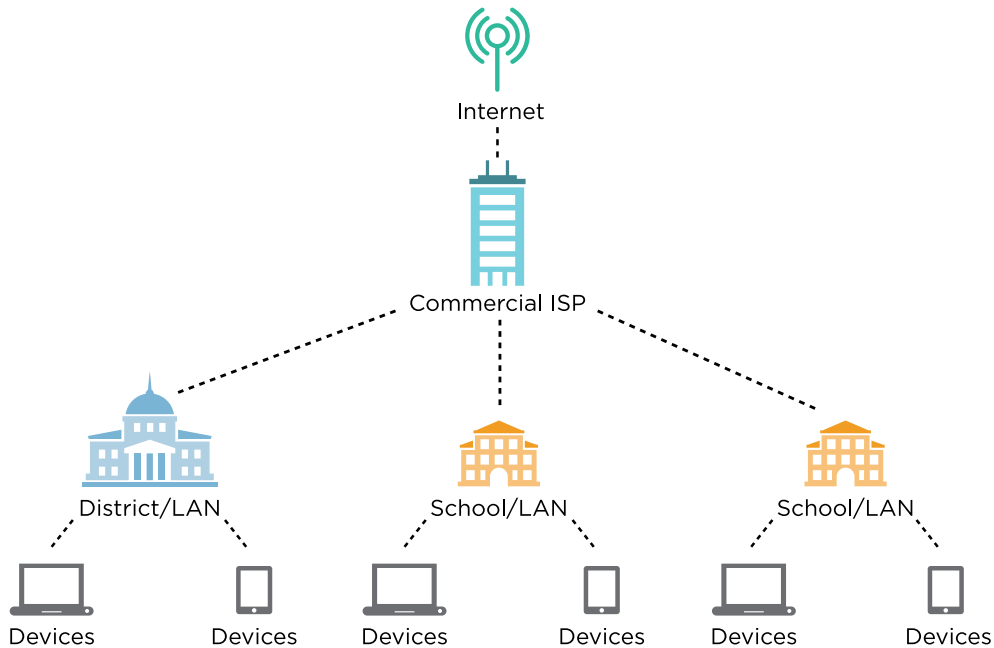 Internet
Commercial ISP
District/LAN
School/LAN
School/LAN
Devices
Devices
Devices
Devices
Devices
Devices